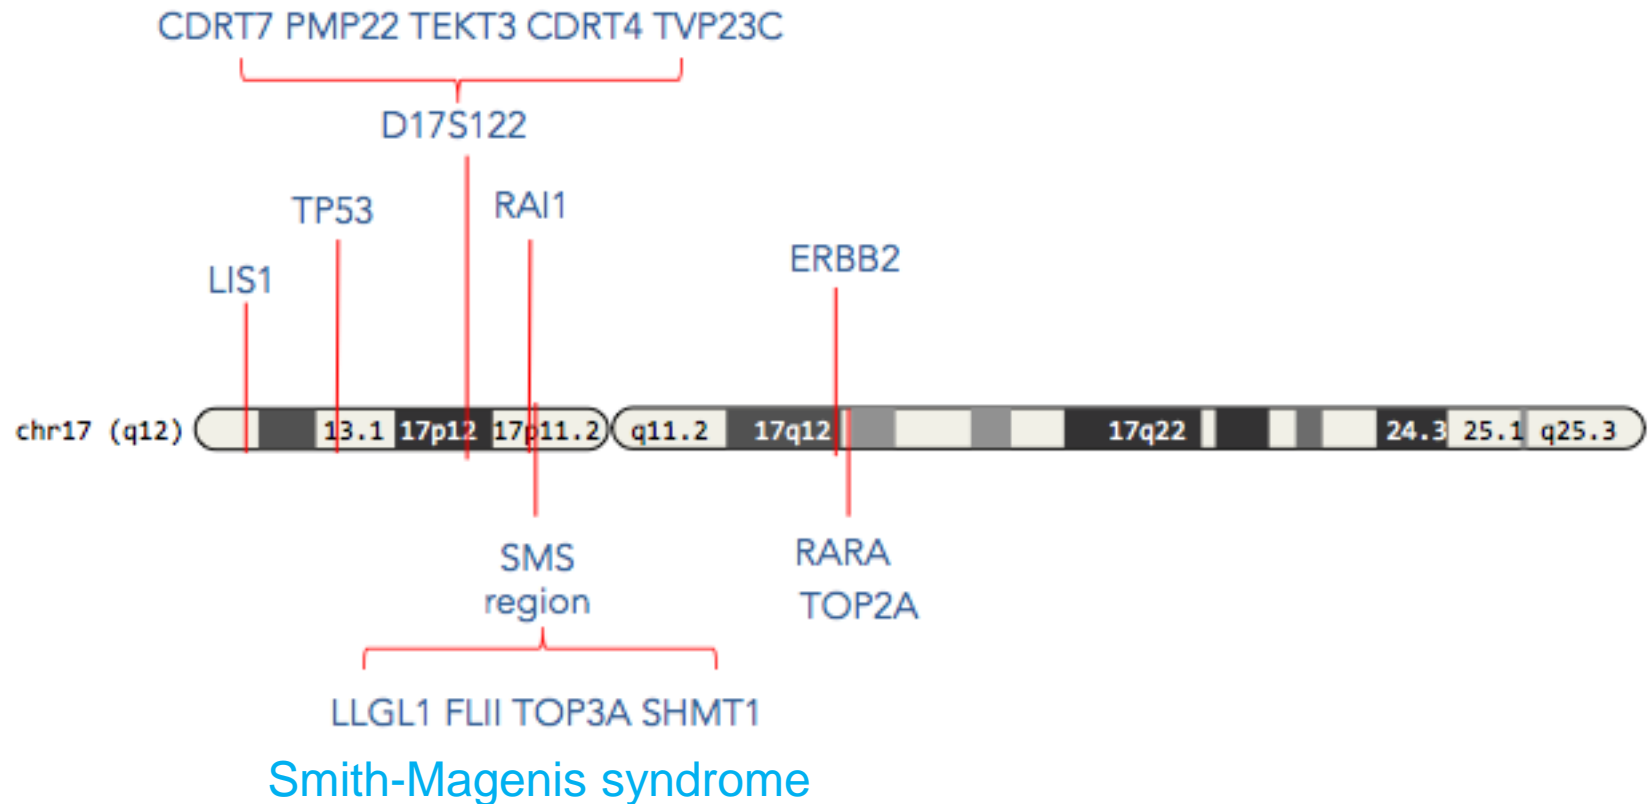 CDRT7 PMP22 TEKT3 CDRT4 TVP23C
D17S122
TP53
RAI1
LIS1
ERBB2
chr17 (q12) 13.1 17p12 17p11.2 q11.2 17q12 17q22 24.3 25.1 q25.3
SMS
region
RARA
TOP2A
LLGL1 FLII TOP3A SHMT1
Smith-Magenis syndrome